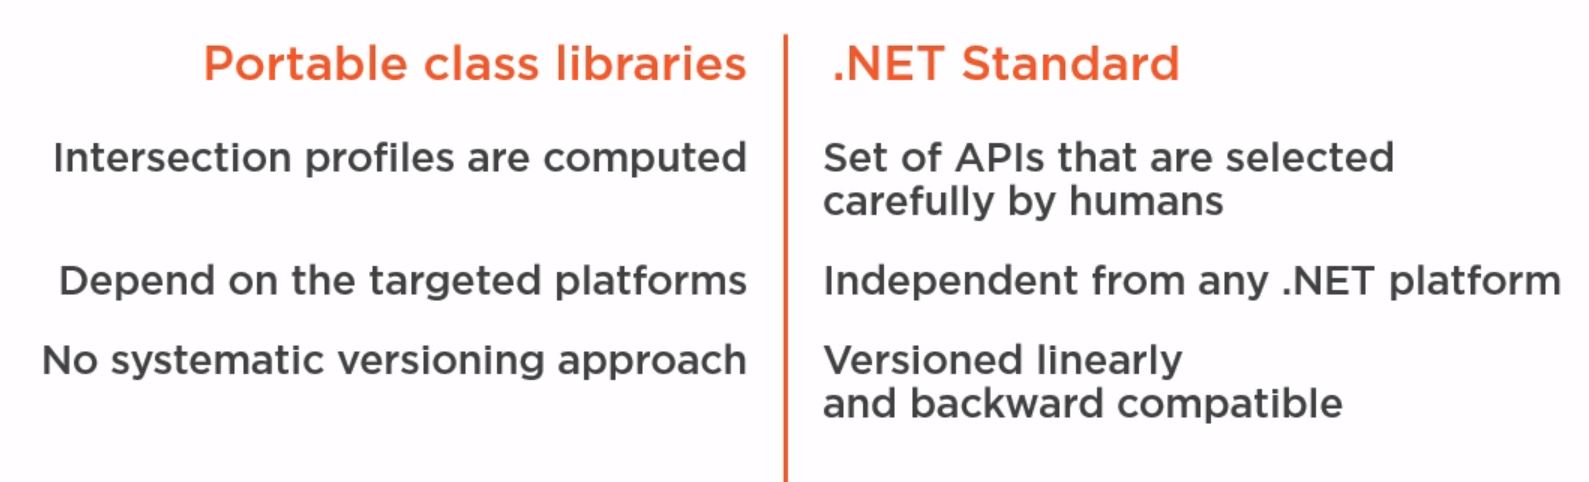 Portable class libraries
Intersection profiles are computed
Depend on the targeted platforms
No systematic versioning approach
.NET Standard
Set of APIs that are selected
carefully by humans
Independent from any .NET platform
Versioned linearly
and backward compatible